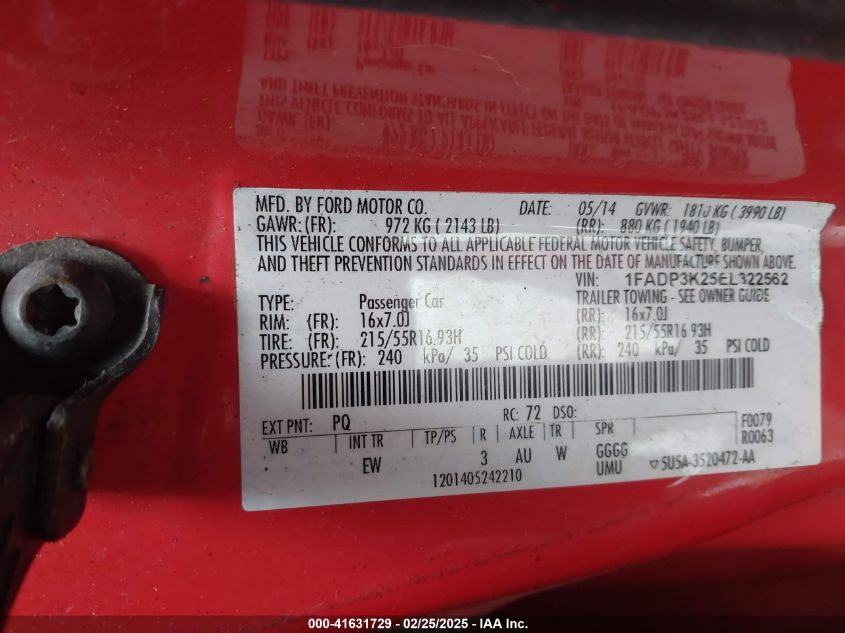 MFD. BY FORD MOTOR CO. DATE: 05/14 GVWR: 1810 KG ( 3990 LB)
GAWR: (FR): 972 KG ( 2143 LB) (RR): 880 KG ( 1940 LB)
THIS VEHICLE CONFORMS TO ALL APPLICABLE FEDERAL MOTOR VEHICLE SAFETY, BUMPER,
AND THEFT PREVENTION STANDARDS IN EFFECT ON THE DATE OF MANUFACTURE SHOWN ABOVE.
VIN: 1FADP3K25EL322562
TYPE: Passenger Car TRAILER TOWING - SEE OWNER GUIDE
RIM: (FR): 16x7.0J (RR): 16x7.0J
TIRE: (FR): 215/55R16 93H (RR): 215/55R16 93H
PRESSURE: (FR): 240 kPa/ 35 PSI COLD (RR): 240 kPa/ 35 PSI COLD
EXT PNT: PQ RC: 72 DSO: F0079
WB INT TR TP/PS R AXLE TR SPR R0063
EW 3 AU W GGGG
UMU 5U5A-3520472-AA
1201405242210
000-41631729 - 02/25/2025 - IAA Inc.